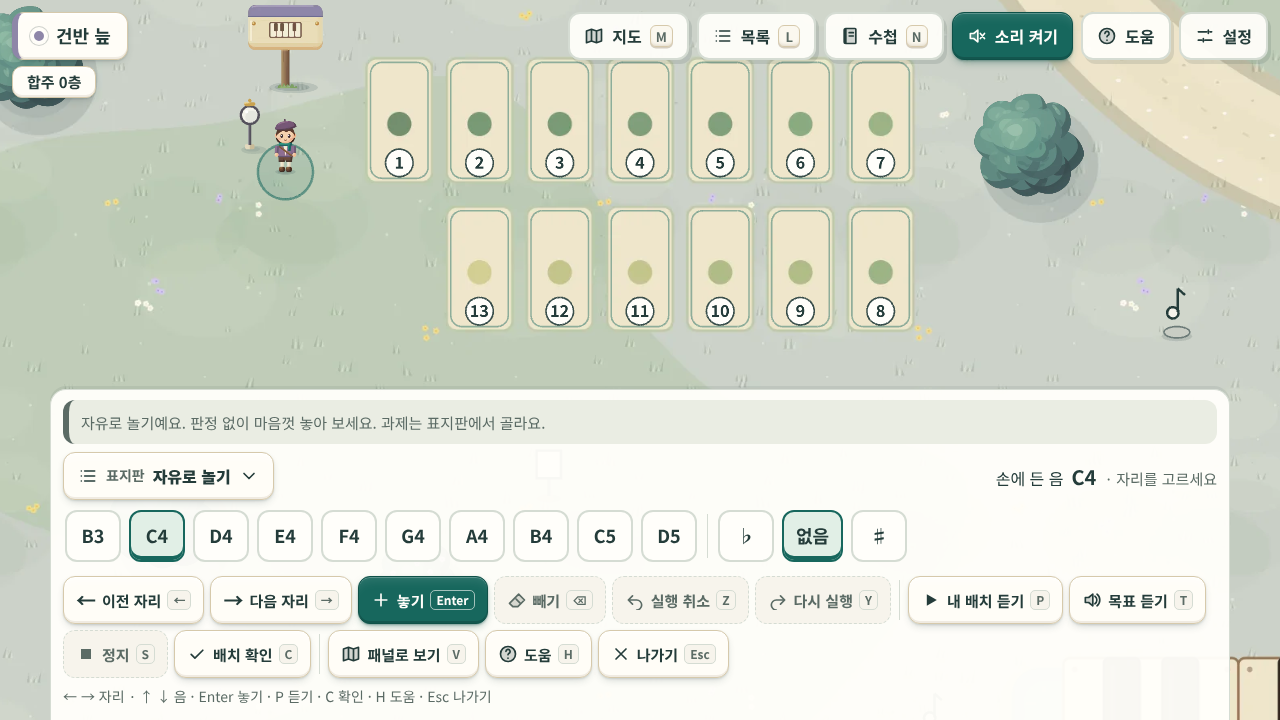 건반 늪
합주 0층
지도 M
목록 L
수첩 N
소리 켜기
도움
설정
1 2 3 4 5 6 7
13 12 11 10 9 8
자유로 놀기예요. 판정 없이 마음껏 놓아 보세요. 과제는 표지판에서 골라요.
표지판 자유로 놀기
손에 든 음 C4 · 자리를 고르세요
B3 C4 D4 E4 F4 G4 A4 B4 C5 D5 ♭ 없음 ♯
← 이전 자리 ← → 다음 자리 → + 놓기 Enter 빼기 ⌫ 실행 취소 Z 다시 실행 Y 내 배치 듣기 P 목표 듣기 T
정지 S 배치 확인 C 패널로 보기 V 도움 H 나가기 Esc
← → 자리 · ↑ ↓ 음 · Enter 놓기 · P 듣기 · C 확인 · H 도움 · Esc 나가기